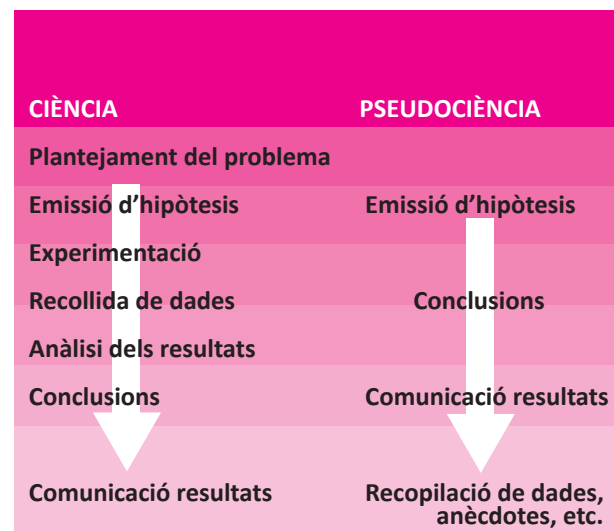 CIÈNCIA PSEUDOCIÈNCIA
Plantejament del problema
Emissió d’hipòtesis Emissió d’hipòtesis
Experimentació
Recollida de dades Conclusions
Anàlisi dels resultats
Conclusions Comunicació resultats
Comunicació resultats Recopilació de dades,
anècdotes, etc.